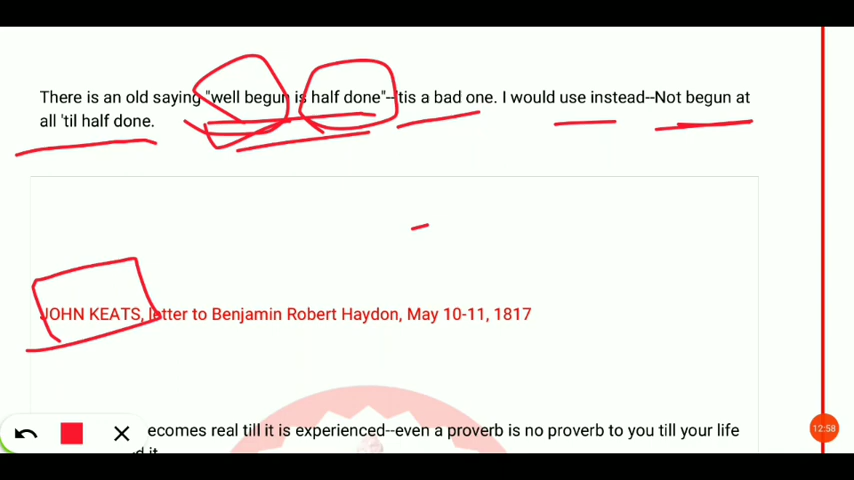 There is an old saying "well begun is half done"--'tis a bad one. I would use instead--Not begun at
all 'til half done.
JOHN KEATS, letter to Benjamin Robert Haydon, May 10-11, 1817
ecomes real till it is experienced--even a proverb is no proverb to you till your life
12:58